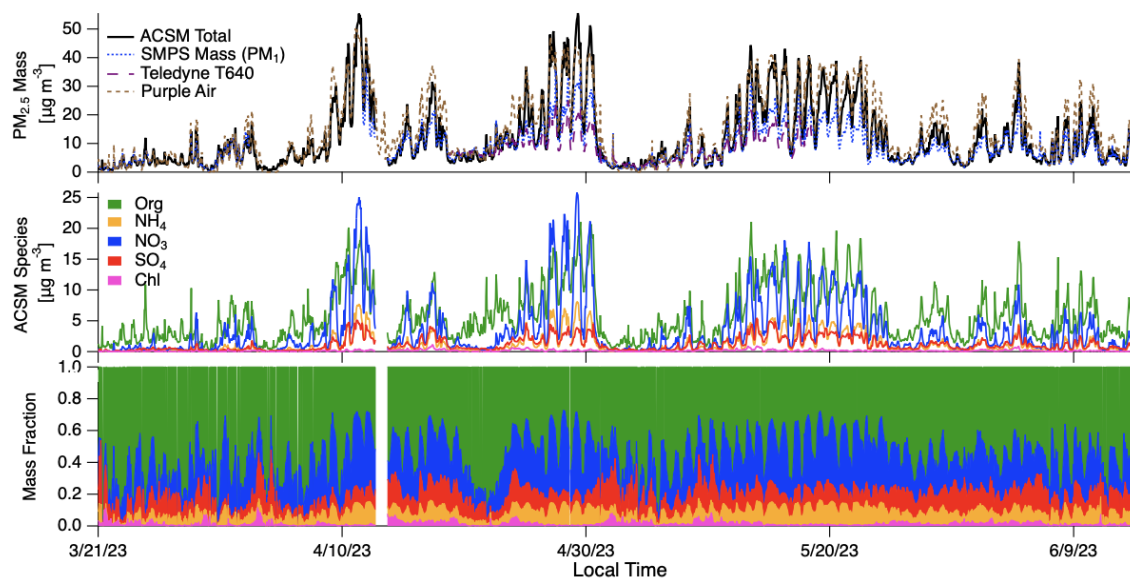 PM2.5 Mass
[µg m-3]
50
40
30
20
10
0
ACSM Total
SMPS Mass (PM1)
Teledyne T640
Purple Air
ACSM Species
[µg m-3]
25
20
15
10
5
0
Org
NH4
NO3
SO4
Chl
Mass Fraction
1.0
0.8
0.6
0.4
0.2
0.0
3/21/23 4/10/23 4/30/23 5/20/23 6/9/23
Local Time